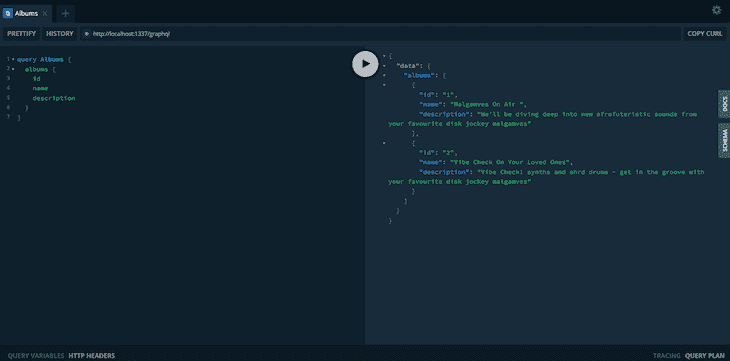 Albums
PRETTIFY HISTORY http://localhost:1337/graphql COPY CURL
1 query Albums {
2 albums {
3 id
4 name
5 description
6 }
7 }
{
"data": {
"albums": [
{
"id": "1",
"name": "Malgamves On Air ",
"description": "We'll be diving deep into new afrofuteristic sounds from
your favourite disk jockey malgamves"
},
{
"id": "2",
"name": "Vibe Check On Your Loved Ones",
"description": "Vibe Check! synths and hard drums - get in the groove with
your favourite disk jockey malgamves"
}
]
}
}
DOCS
SCHEMA
QUERY VARIABLES HTTP HEADERS TRACING QUERY PLAN